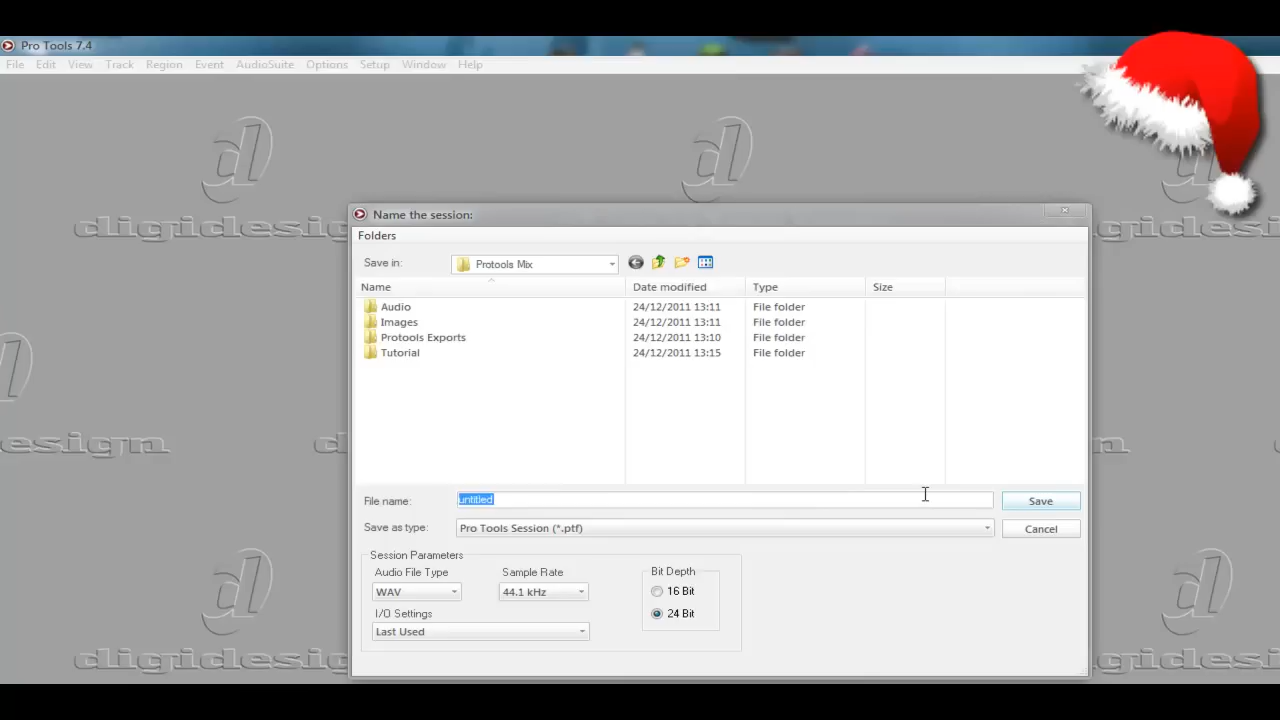 Pro Tools 7.4
File Edit View Track Region Event AudioSuite Options Setup Window Help
digidesign digidesign digidesign
Name the session:
Folders
Save in: Protools Mix
Name Date modified Type Size
Audio 24/12/2011 13:11 File folder
Images 24/12/2011 13:11 File folder
Protools Exports 24/12/2011 13:10 File folder
Tutorial 24/12/2011 13:15 File folder
File name: untitled Save
Save as type: Pro Tools Session (*.ptf) Cancel
Session Parameters
Audio File Type Sample Rate Bit Depth
WAV 44.1 kHz 16 Bit
I/O Settings 24 Bit
Last Used
digidesign